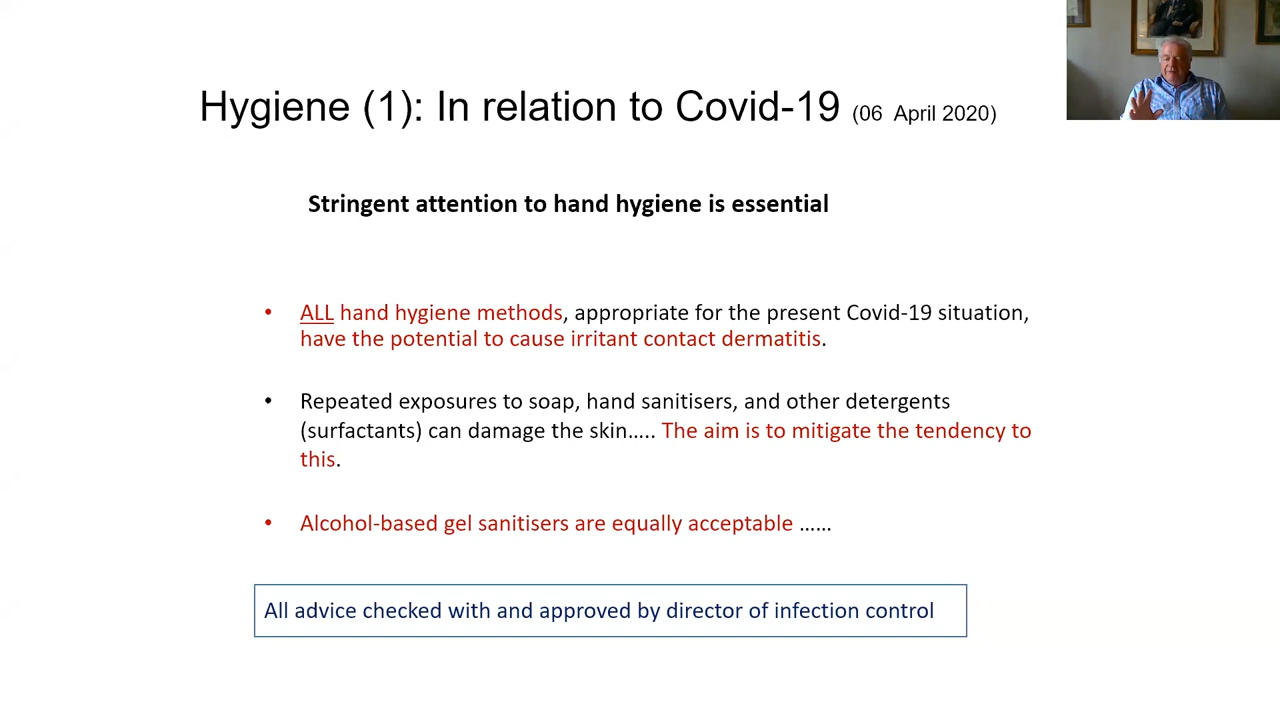 Hygiene (1): In relation to Covid-19 (06 April 2020)
Stringent attention to hand hygiene is essential
• ALL hand hygiene methods, appropriate for the present Covid-19 situation,
have the potential to cause irritant contact dermatitis.
• Repeated exposures to soap, hand sanitisers, and other detergents
(surfactants) can damage the skin….. The aim is to mitigate the tendency to
this.
• Alcohol-based gel sanitisers are equally acceptable ……
All advice checked with and approved by director of infection control